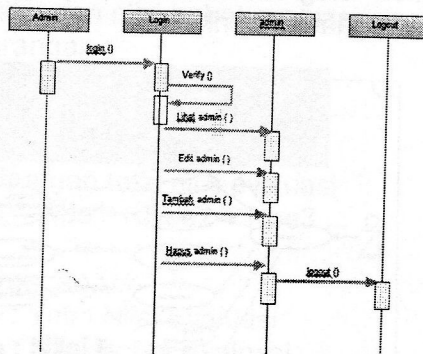 Admin
Login
admin
Logout
login ()
Verify ()
Lihat admin ( )
Edit admin ( )
Tambah admin ( )
Hapus admin ( )
logout ()